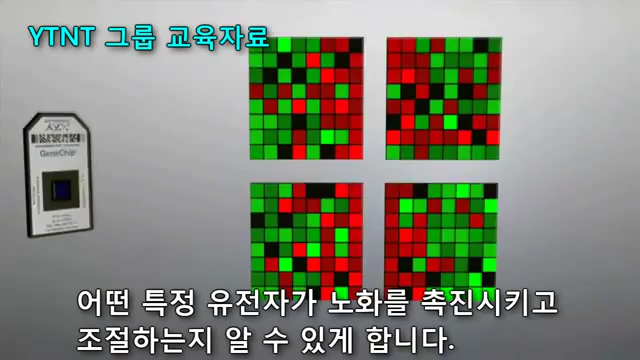 YTNT 그룹 교육자료
GeneChip
어떤 특정 유전자가 노화를 촉진시키고
조절하는지 알 수 있게 합니다.